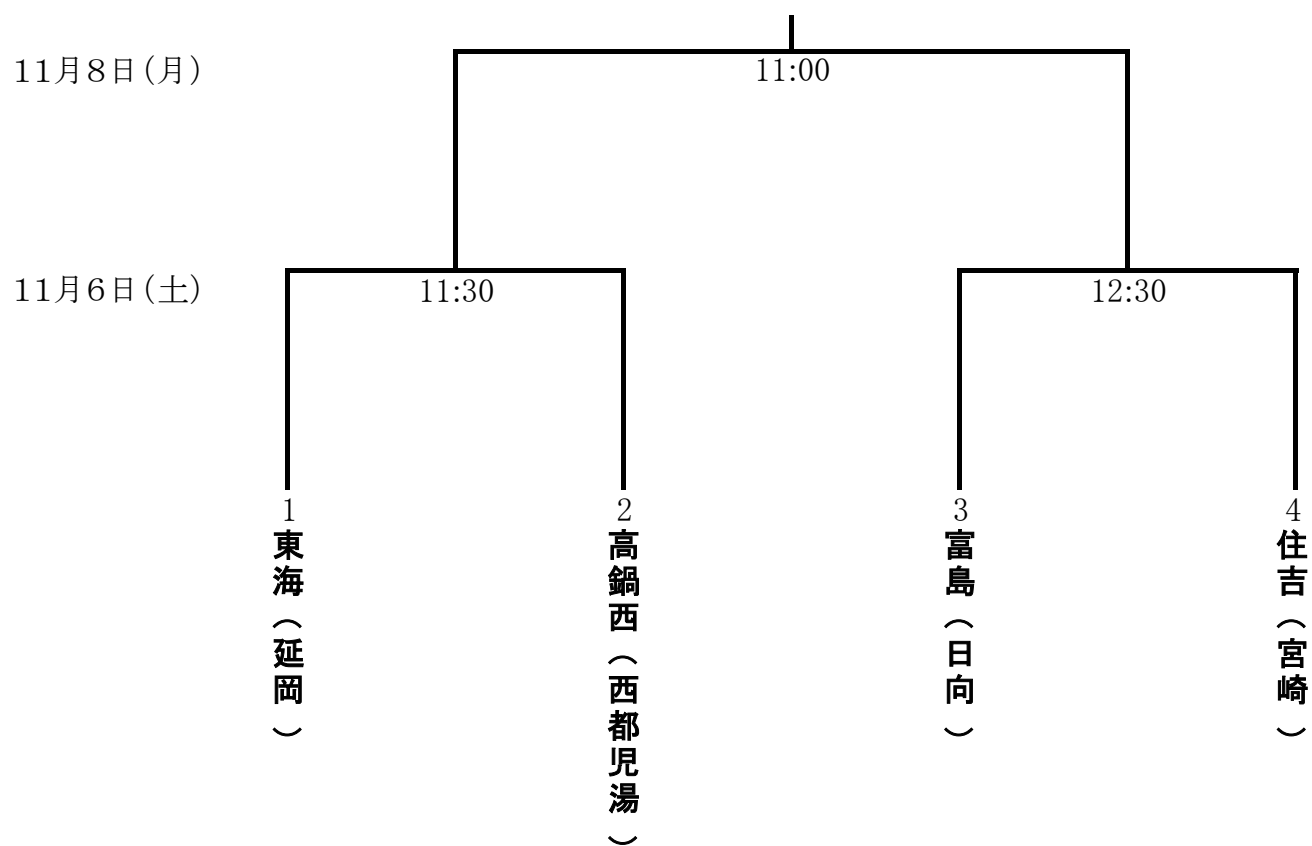 11月8日(月)
11:00
11月6日(土)
11:30
12:30
1
東海(延岡)
2
高鍋西(西都児湯)
3
富島(日向)
4
住吉(宮崎)